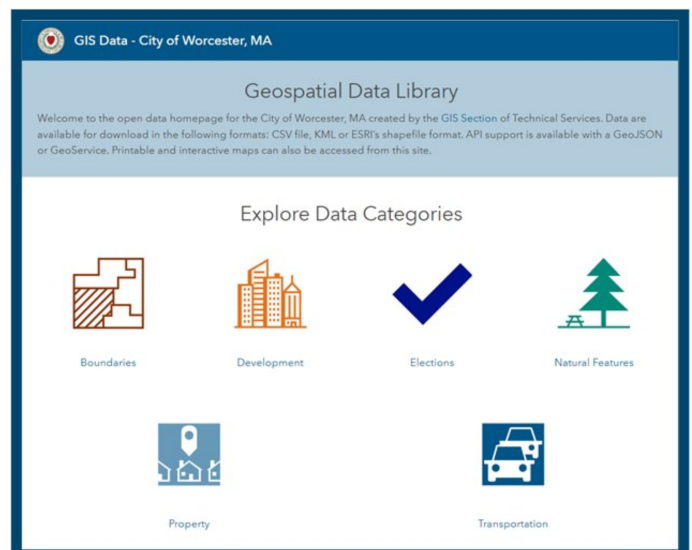 GIS Data - City of Worcester, MA
Geospatial Data Library
Welcome to the open data homepage for the City of Worcester, MA created by the GIS Section of Technical Services. Data are
available for download in the following formats: CSV file, KML or ESRI's shapefile format. API support is available with a GeoJSON
or GeoService. Printable and interactive maps can also be accessed from this site.
Explore Data Categories
Boundaries
Development
Elections
Natural Features
Property
Transportation